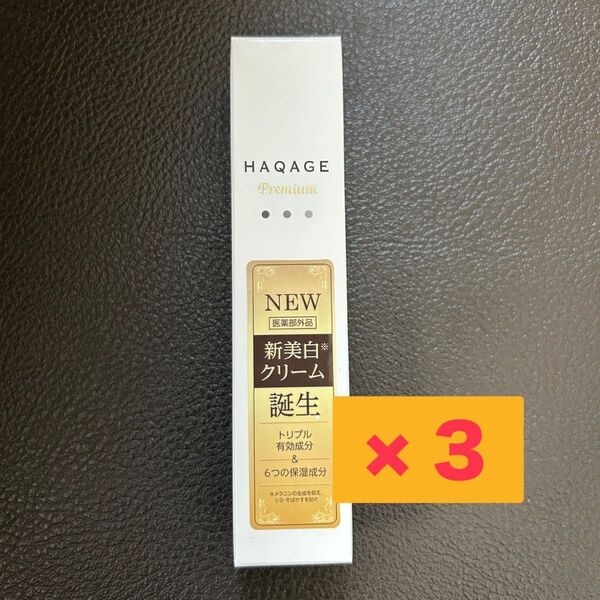 HAQAGE
Premium
NEW
医薬部外品
新美白※
クリーム
誕生
トリプル
有効成分
&
6つの保湿成分
※メラニンの生成を抑え、
シミ・そばかすを防ぐ
× 3